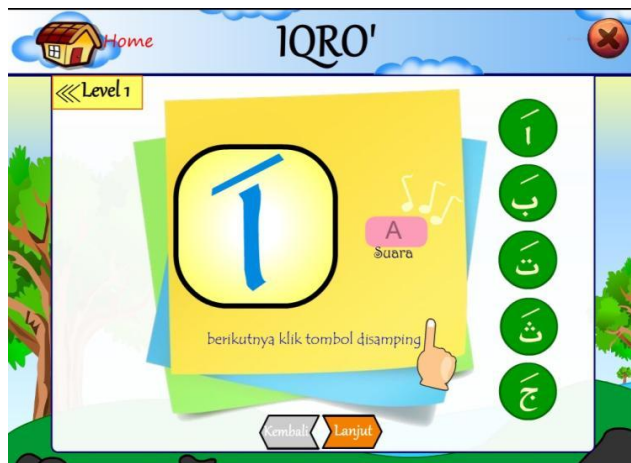 Home
IQRO'
Level 1
اَ
A
Suara
berikutnya klik tombol disamping
اَ
بَ
تَ
ثَ
جَ
Kembali
Lanjut